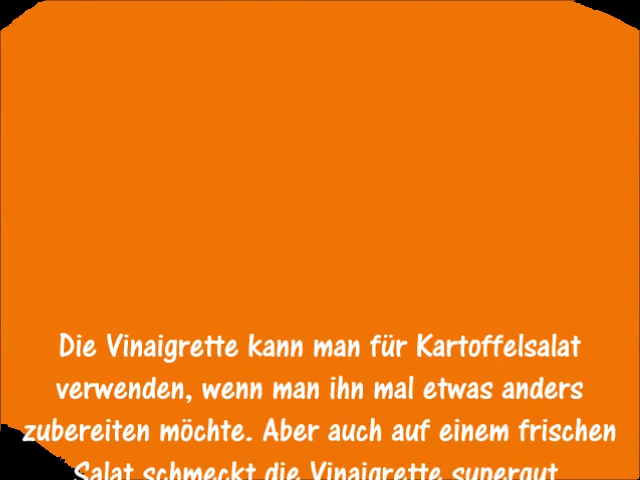 Die Vinaigrette kann man für Kartoffelsalat
verwenden, wenn man ihn mal etwas anders
zubereiten möchte. Aber auch auf einem frischen
Salat schmeckt die Vinaigrette supergut